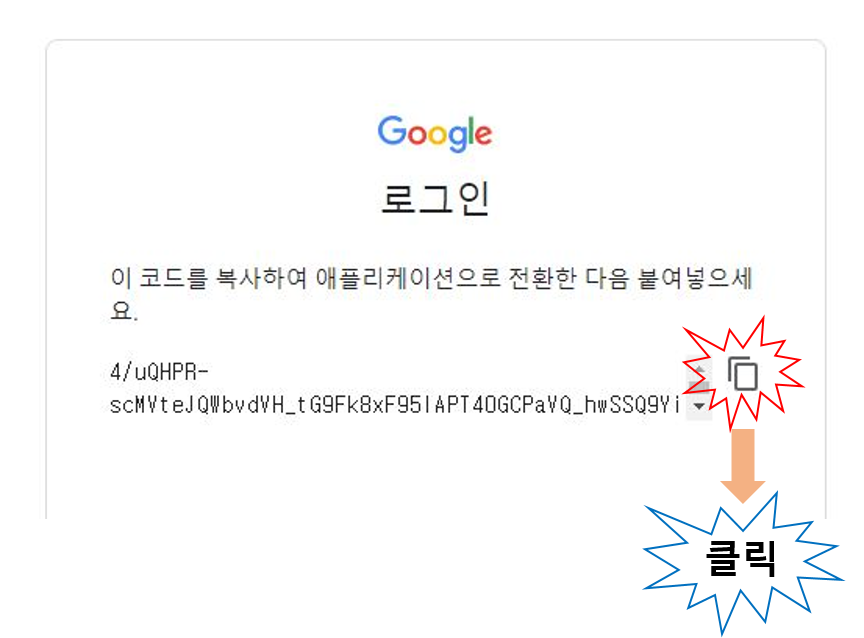 Google
로그인
이 코드를 복사하여 애플리케이션으로 전환한 다음 붙여넣으세
요.
4/uQHPR-
scMVteJQWbvdVH_tG9Fk8xF95IAPT4OGCPaVQ_hwSSQ9Yi
클릭